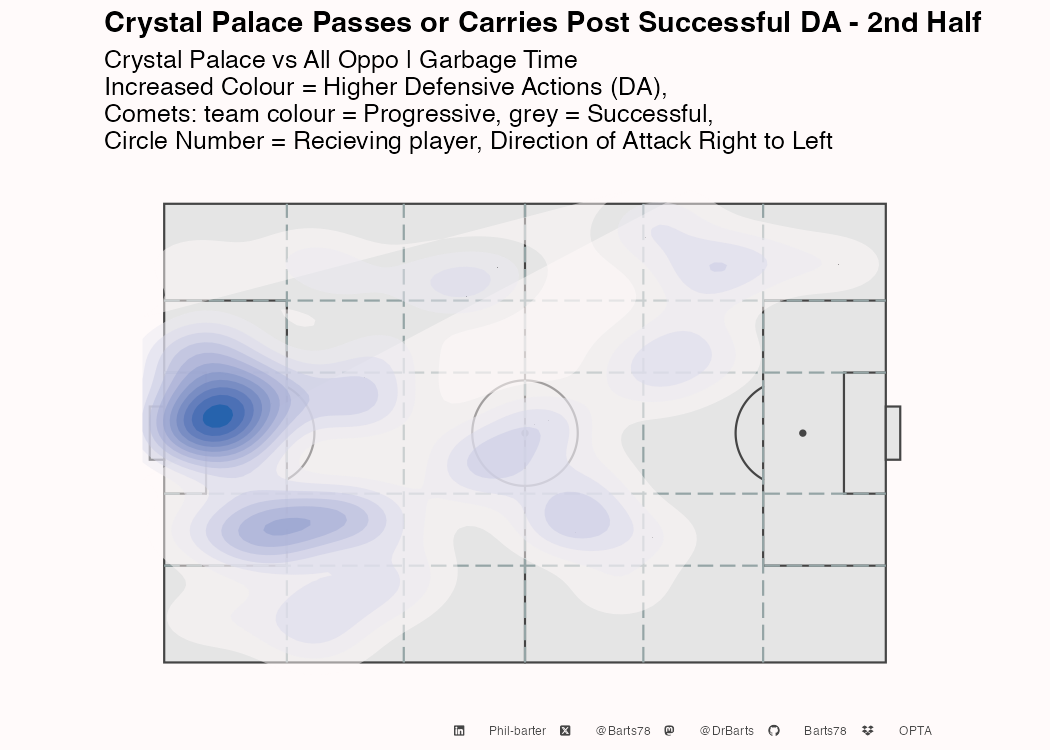 Crystal Palace Passes or Carries Post Successful DA - 2nd Half
Crystal Palace vs All Oppo | Garbage Time
Increased Colour = Higher Defensive Actions (DA),
Comets: team colour = Progressive, grey = Successful,
Circle Number = Recieving player, Direction of Attack Right to Left
Phil-barter @Barts78 @DrBarts Barts78 OPTA